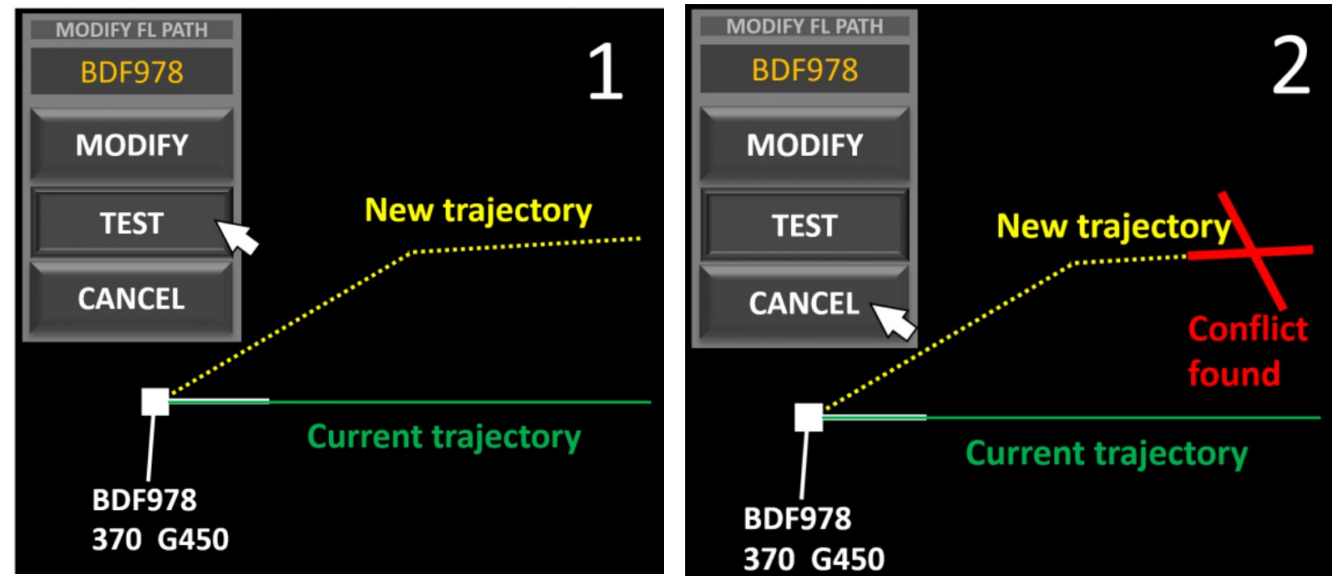 MODIFY FL PATH
BDF978
1
MODIFY
TEST
CANCEL
New trajectory
Current trajectory
BDF978
370 G450
MODIFY FL PATH
BDF978
2
MODIFY
TEST
CANCEL
New trajectory
Conflict
found
Current trajectory
BDF978
370 G450